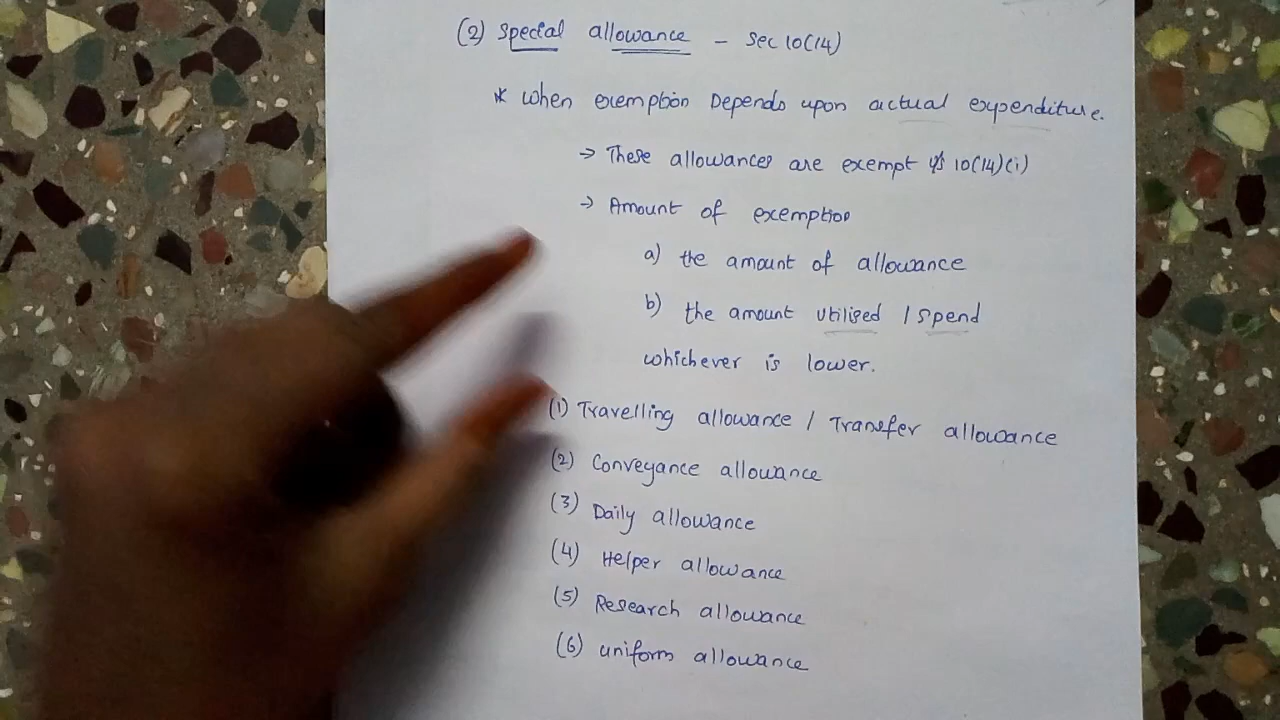 (2) Special allowance - Sec 10(14)
* When exemption Depends upon actual expenditure.
→ These allowances are exempt u/s 10(14)(i)
→ Amount of exemption
a) the amount of allowance
b) the amount utilised / spend
whichever is lower.
(1) Travelling allowance / Transfer allowance
(2) Conveyance allowance
(3) Daily allowance
(4) Helper allowance
(5) Research allowance
(6) uniform allowance